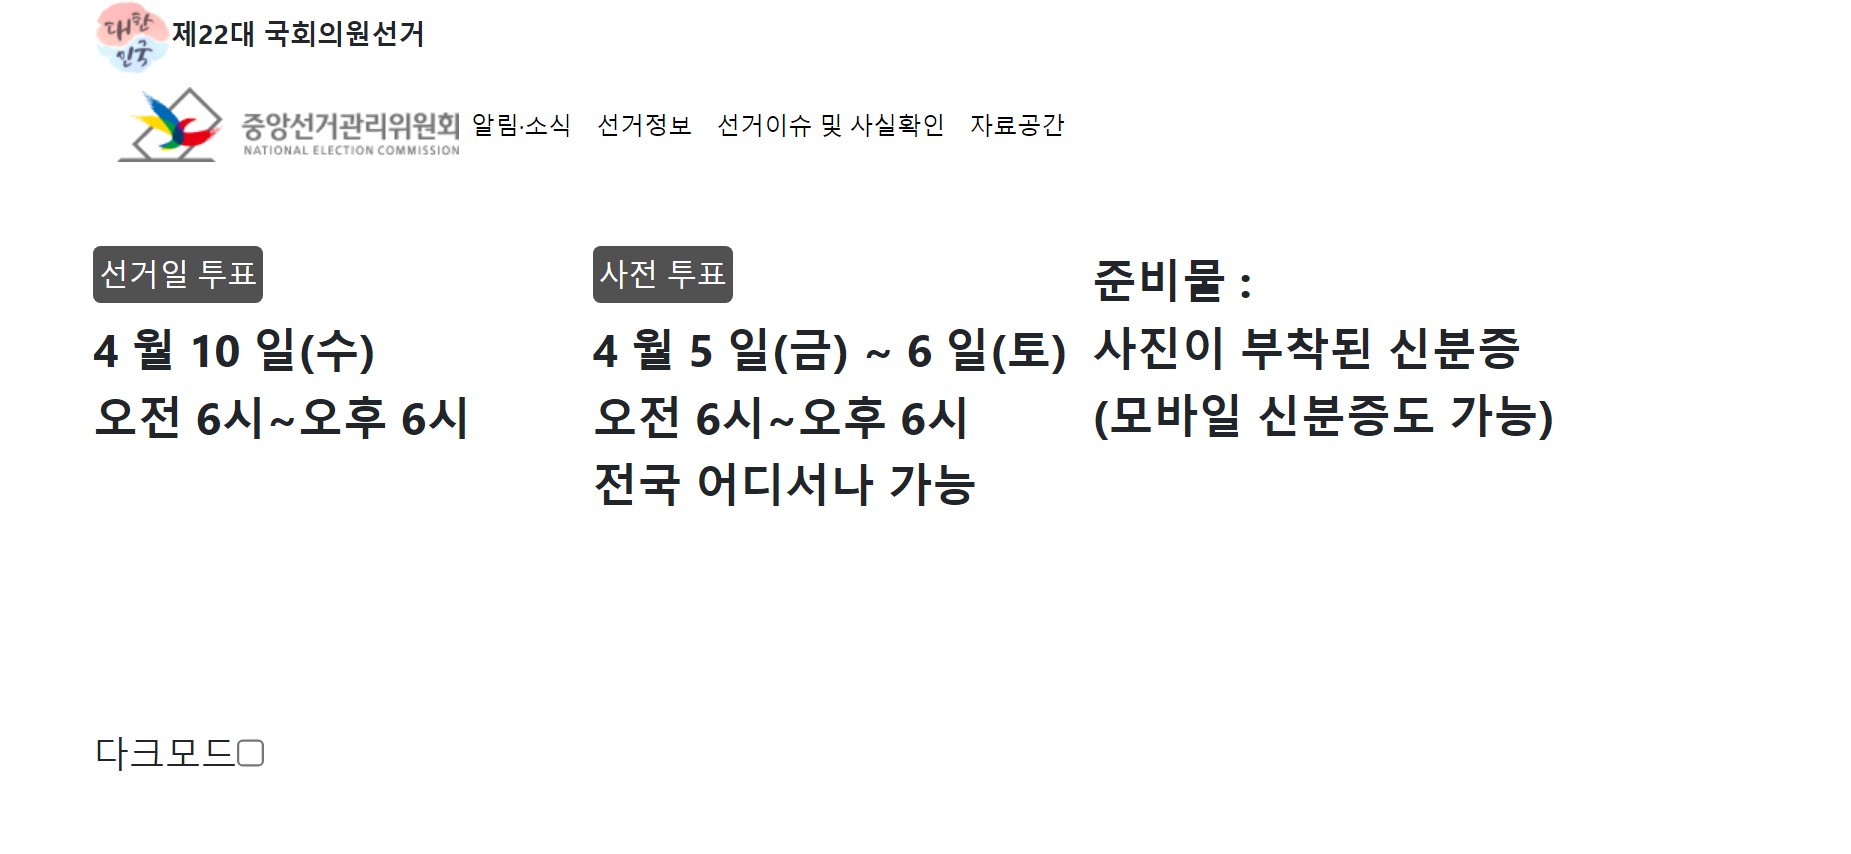 대한
민국
제22대 국회의원선거
중앙선거관리위원회
NATIONAL ELECTION COMMISSION
알림·소식 선거정보 선거이슈 및 사실확인 자료공간
선거일 투표
4 월 10 일(수)
오전 6시~오후 6시
사전 투표
4 월 5 일(금) ~ 6 일(토)
오전 6시~오후 6시
전국 어디서나 가능
준비물 :
사진이 부착된 신분증
(모바일 신분증도 가능)
다크모드